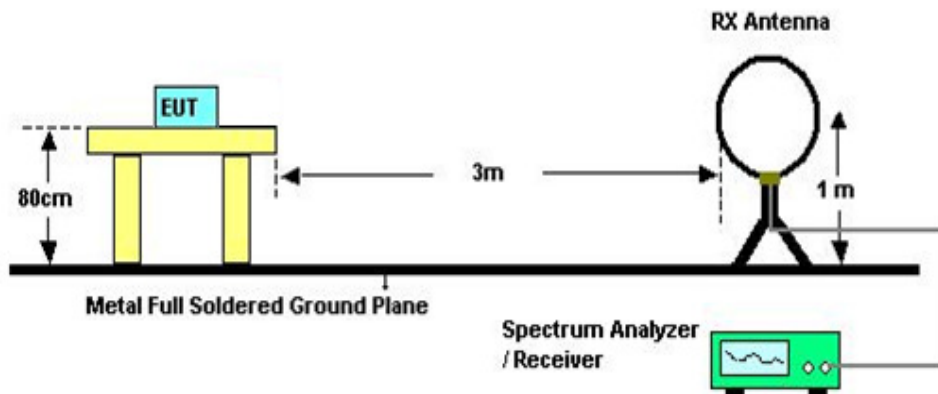 RX Antenna
EUT
3m
80cm
1 m
Metal Full Soldered Ground Plane
Spectrum Analyzer
/ Receiver